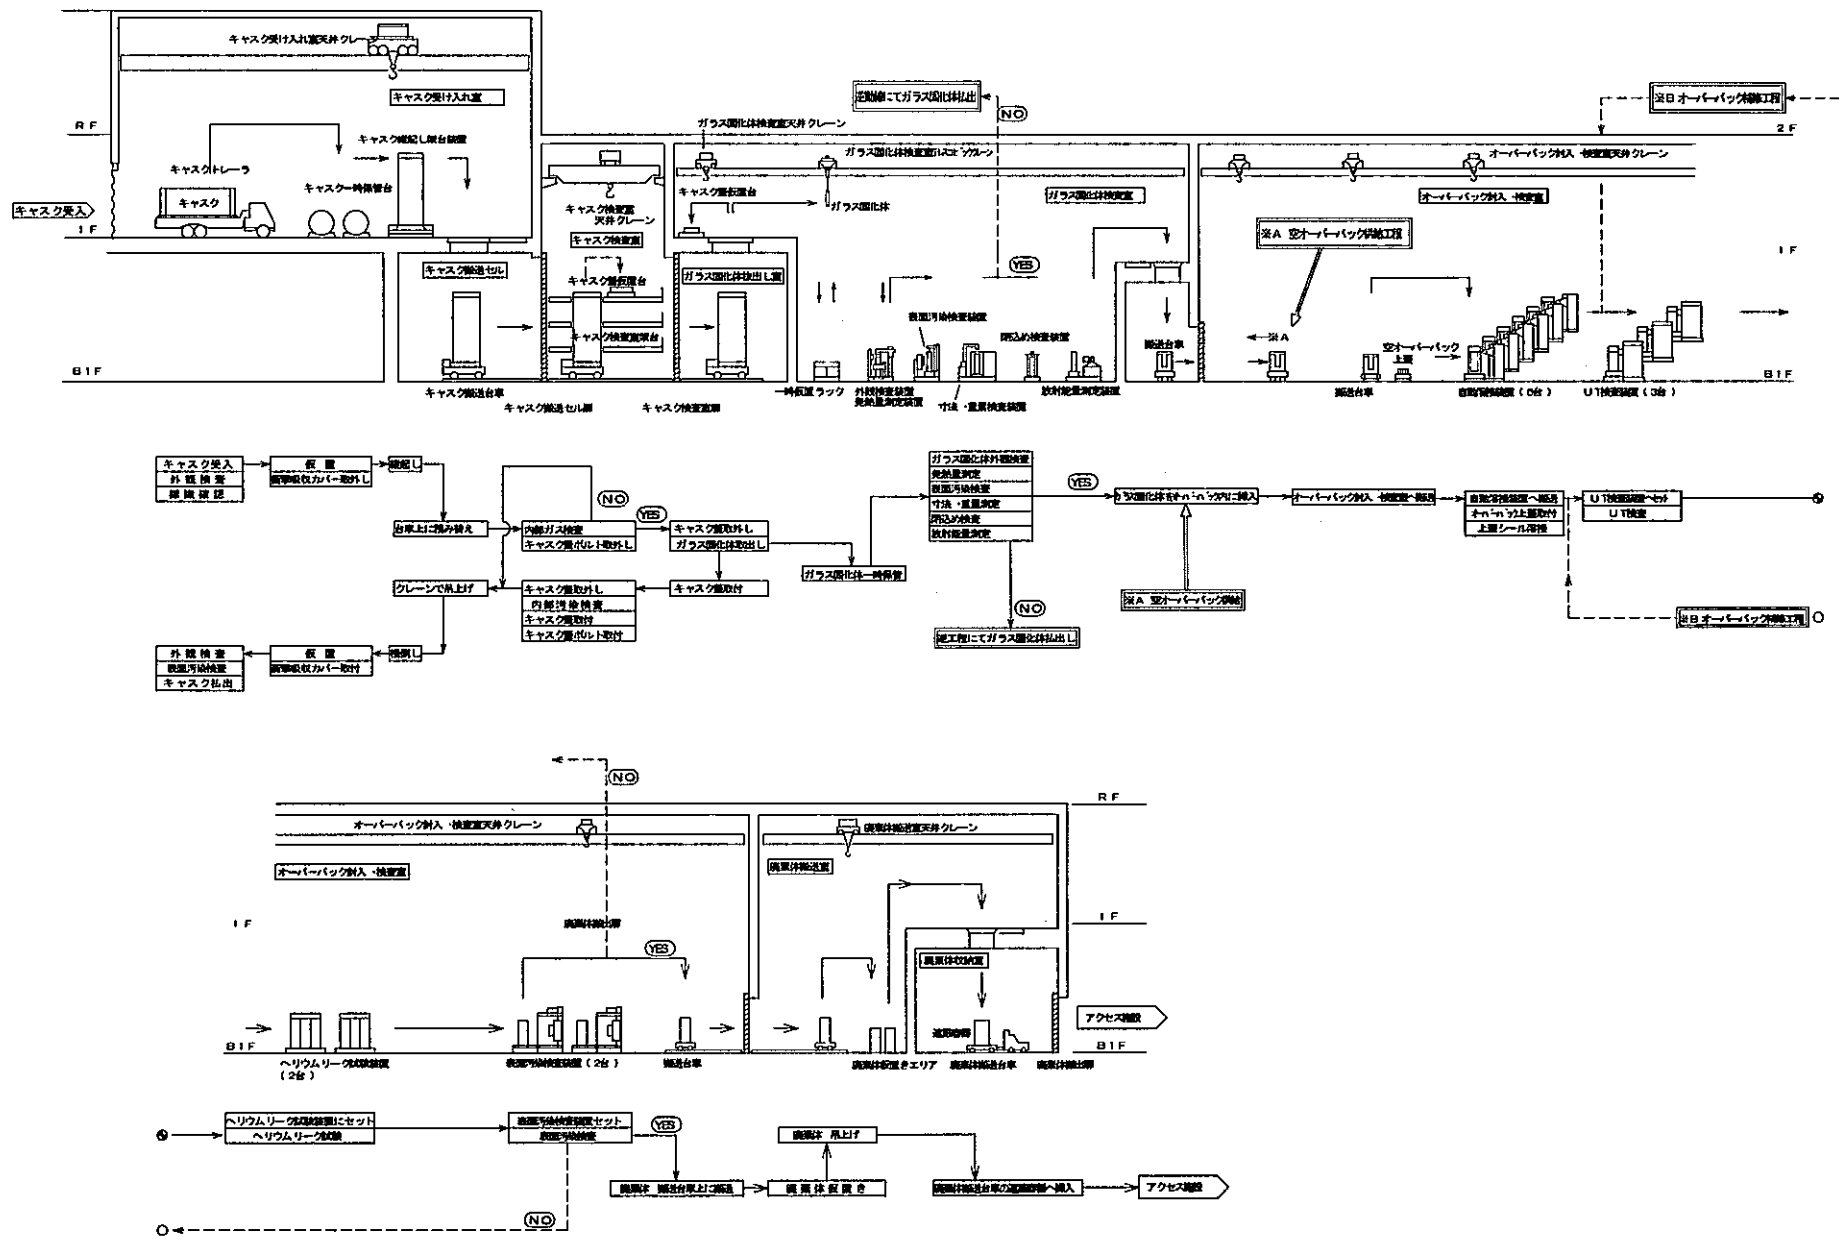 キャスク受け入れ室天井クレーン
キャスク受け入れ室
RF
キャスク縦起し架台装置
キャスクトレーラ
キャスク一時保管台
キャスク
キャスク受入
1F
逆動線にてガラス固化体払出
NO
※B オーバーパック補修工程
2F
ガラス固化体検査室天井クレーン
オーバーパック封入・検査室天井クレーン
キャスク蓋仮置台
ガラス固化体
ガラス固化体検査室
オーバーパック封入・検査室
キャスク検査室
天井クレーン
キャスク検査室
※A 空オーバーパック供給工程
1F
YES
キャスク搬送セル
キャスク蓋仮置台
ガラス固化体抜出し室
キャスク検査室架台
表面汚染検査装置
閉込め検査装置
搬送台車
※A
空オーバーパック
上蓋
B1F
B1F
キャスク搬送台車
キャスク搬送セル扉
キャスク検査室扉
一時仮置ラック
外観検査装置
発熱量測定装置
寸法・重量検査装置
放射能量測定装置
搬送台車
UT検査装置(3台)
キャスク受入
外観検査
仮置
衝撃吸収カバー取外し
縦起し
台車上に積み替え
NO
YES
内部ガス検査
キャスク蓋ボルト取外し
キャスク蓋取外し
ガラス固化体取出し
ガラス固化体一時保管
キャスク蓋取付
キャスク蓋取外し
内部汚染検査
キャスク蓋取付
キャスク蓋ボルト取付
クレーンで吊上げ
横倒し
仮置
衝撃吸収カバー取付
外観検査
表面汚染検査
キャスク払出
ガラス固化体外観検査
発熱量測定
表面汚染検査
寸法・重量測定
閉込め検査
放射能量測定
YES
ガラス固化体をオーバーパック内に挿入
オーバーパック封入・検査室へ搬送
自動溶接装置へ搬送
オーバーパック上蓋取付
上蓋シール溶接
UT検査装置へセット
UT検査
※A 空オーバーパック供給
NO
逆工程にてガラス固化体払出し
※B オーバーパック補修工程
NO
RF
オーバーパック封入・検査室天井クレーン
廃棄体搬送室天井クレーン
オーバーパック封入・検査室
廃棄体搬送室
1F
廃棄体搬出扉
1F
YES
廃棄体収納室
遮蔽容器
アクセス施設
B1F
B1F
ヘリウムリーク試験装置
(2台)
表面汚染検査装置(2台)
搬送台車
廃棄体仮置きエリア
廃棄体搬送台車
廃棄体搬出扉
ヘリウムリーク試験装置にセット
ヘリウムリーク試験
表面汚染検査装置セット
表面汚染検査
YES
廃棄体 搬送台車上に搬送
廃棄体仮置き
廃棄体 吊上げ
廃棄体搬送台車の遮蔽容器へ挿入
アクセス施設
NO